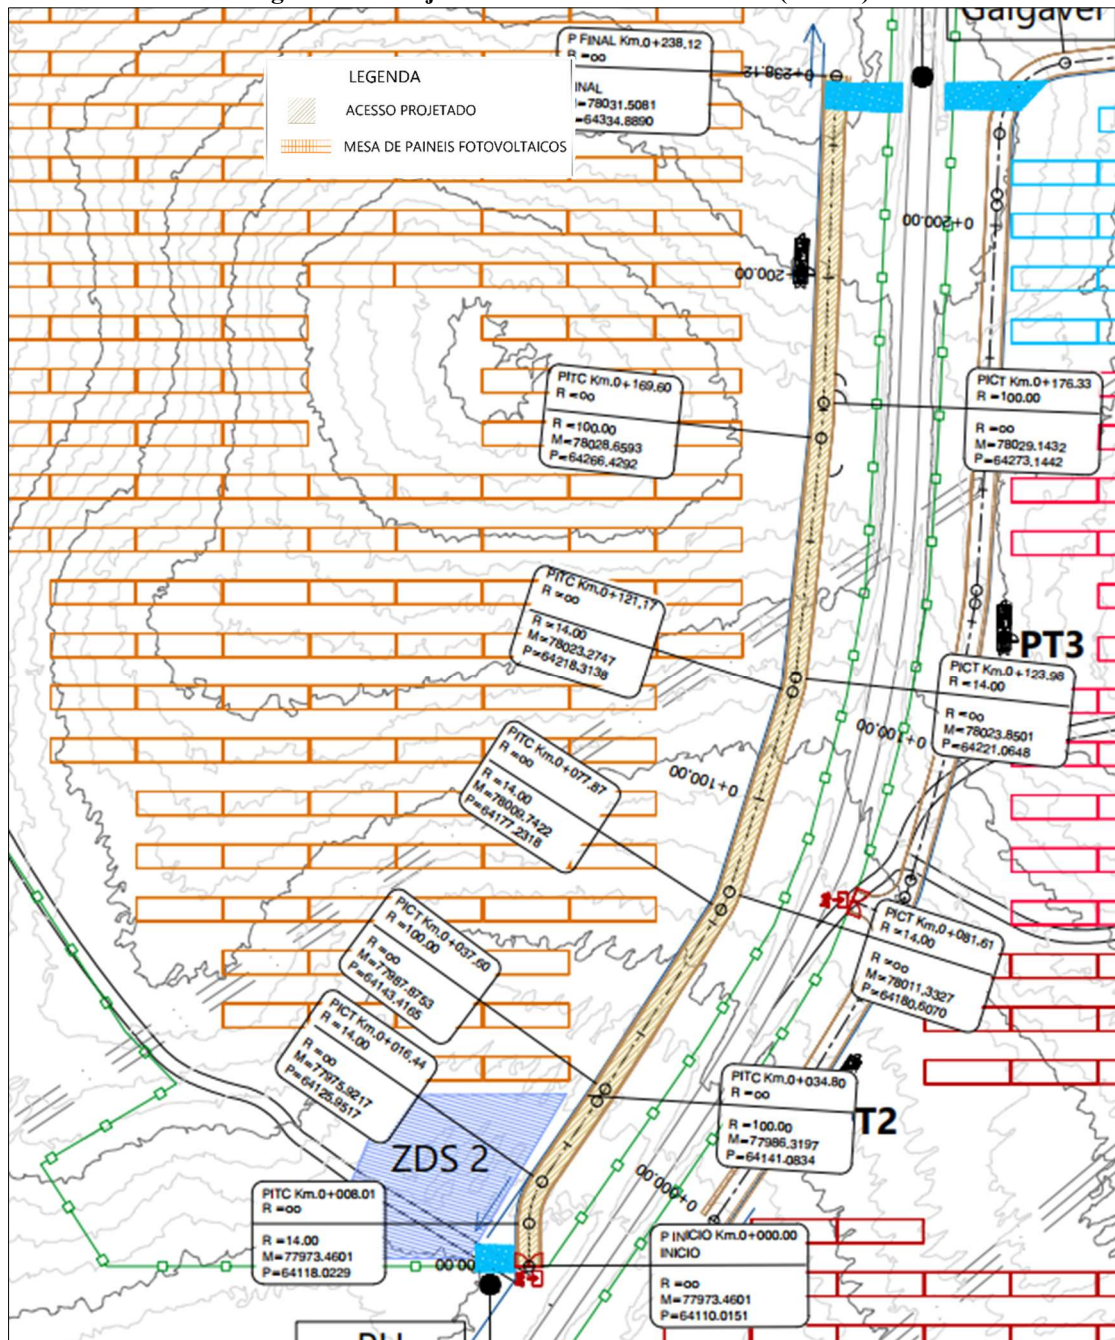 P FINAL Km.0+238.12
R =oo
INAL
M=78031.5081
=64334.8890
LEGENDA
ACESSO PROJETADO
MESA DE PAINEIS FOTOVOLTAICOS
0+238.12
Galgavel
0+200.00
+200.00
PITC Km.0+169.60
R =oo
R =100.00
M=78028.6593
P=64266.4292
PICT Km.0+176.33
R =100.00
R =oo
M=78029.1432
P=64273.1442
PITC Km.0+121.17
R =oo
R =14.00
M=78023.2747
P=64218.3138
PT3
PICT Km.0+123.98
R =14.00
R =oo
M=78023.8501
P=64221.0648
0+100.00
0+100.00
PITC Km.0+077.87
R =oo
R =14.00
M=78009.7422
P=64177.2318
PICT Km.0+081.61
R =14.00
R =oo
M=78011.3327
P=64180.6070
PICT Km.0+037.60
R =100.00
R =oo
M=77987.8753
P=64143.4165
PICT Km.0+016.44
R =14.00
R =oo
M=77975.9217
P=64125.9517
PITC Km.0+034.80
R =oo
R =100.00
M=77986.3197
P=64141.0834
T2
ZDS 2
0+000.00
PITC Km.0+008.01
R =oo
R =14.00
M=77973.4601
P=64118.0229
00.00
P INICIO Km.0+000.00
INICIO
R =oo
M=77973.4601
P=64110.0151